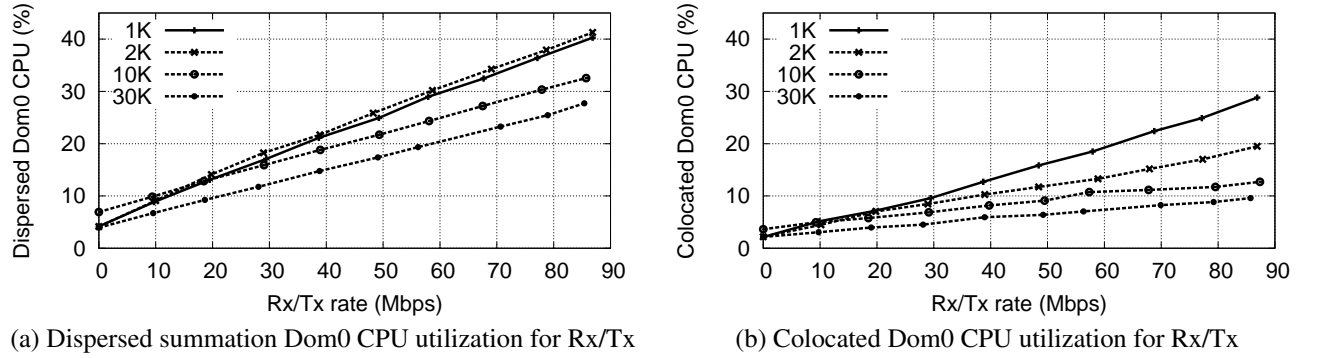 Dispersed Dom0 CPU (%)
40
30
20
10
0
1K
2K
10K
30K
0 10 20 30 40 50 60 70 80 90
Rx/Tx rate (Mbps)
(a) Dispersed summation Dom0 CPU utilization for Rx/Tx
Colocated Dom0 CPU (%)
40
30
20
10
0
1K
2K
10K
30K
0 10 20 30 40 50 60 70 80 90
Rx/Tx rate (Mbps)
(b) Colocated Dom0 CPU utilization for Rx/Tx